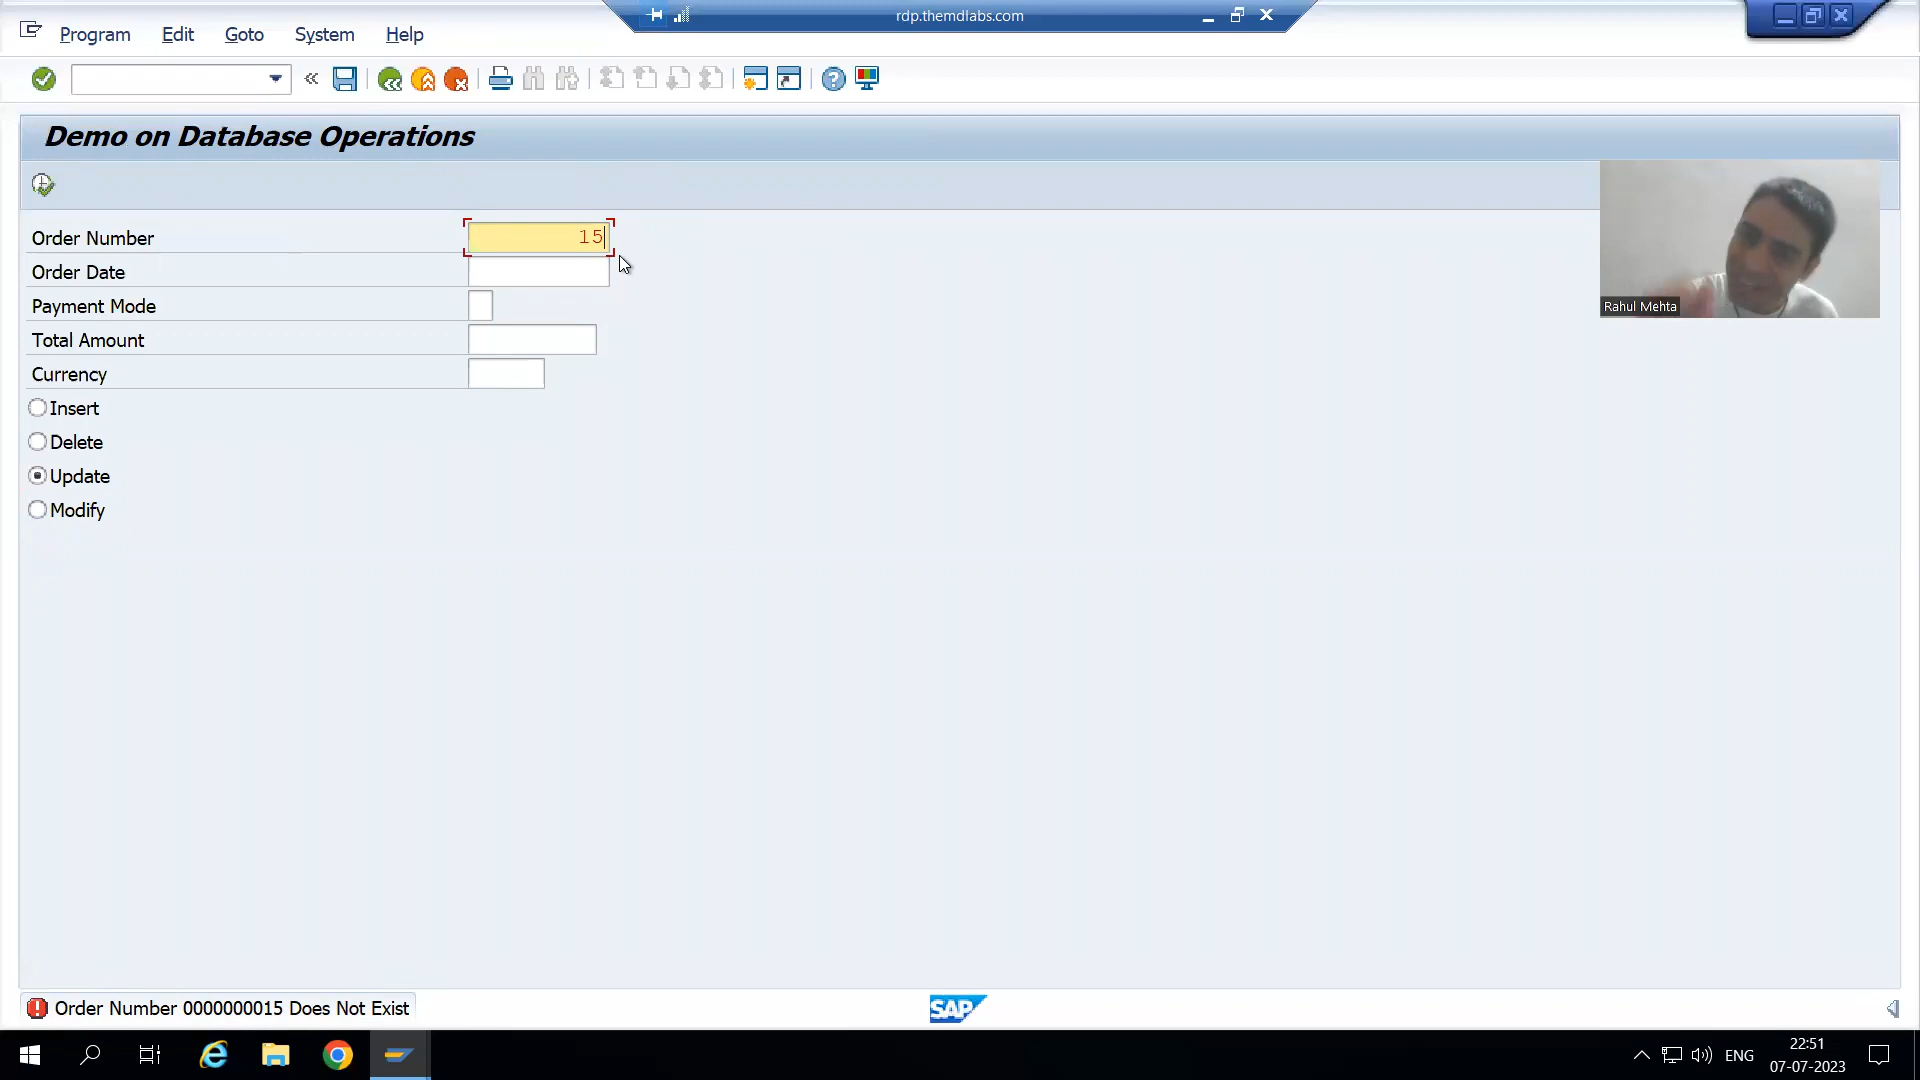 rdp.themdlabs.com
Program Edit Goto System Help
Demo on Database Operations
Order Number 15
Order Date
Payment Mode
Total Amount
Currency
Insert
Delete
Update
Modify
Rahul Mehta
Order Number 0000000015 Does Not Exist
SAP
ENG
22:51
07-07-2023